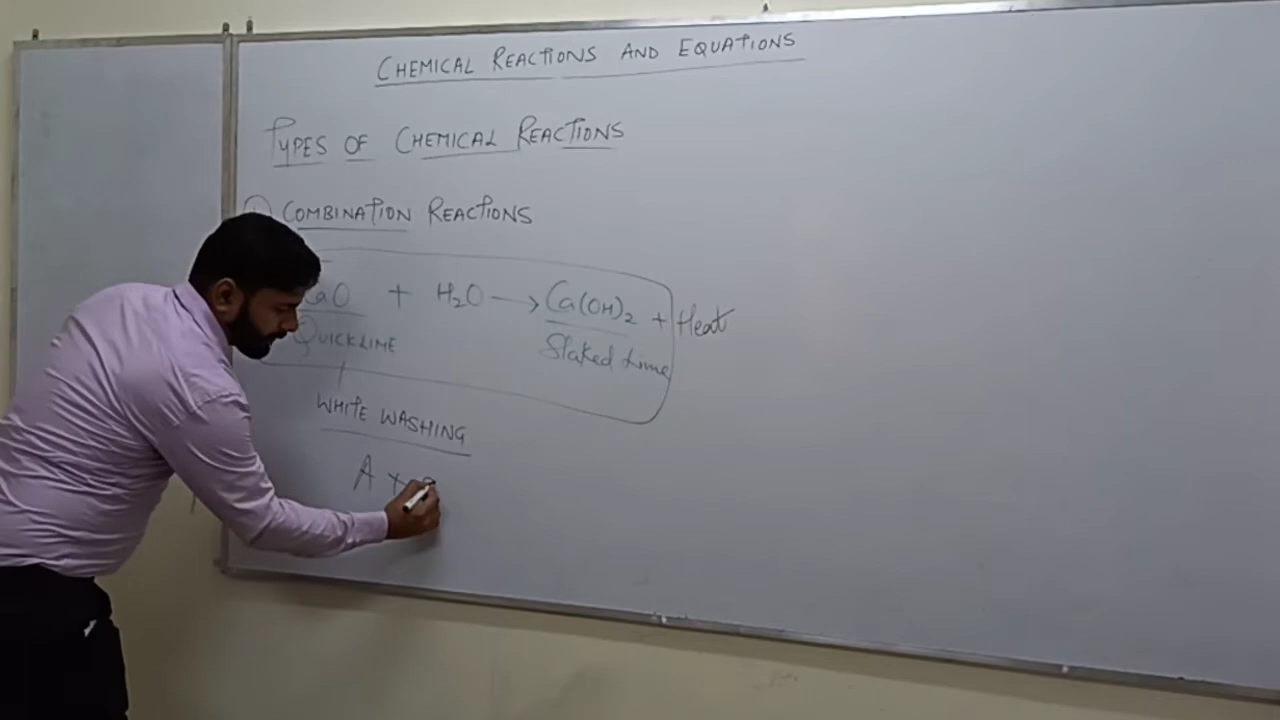 CHEMICAL REACTIONS AND EQUATIONS
TYPES OF CHEMICAL REACTIONS
COMBINATION REACTIONS
CaO + H₂O → Ca(OH)₂ + Heat
QUICKLIME Slaked Lime
WHITE WASHING
A +